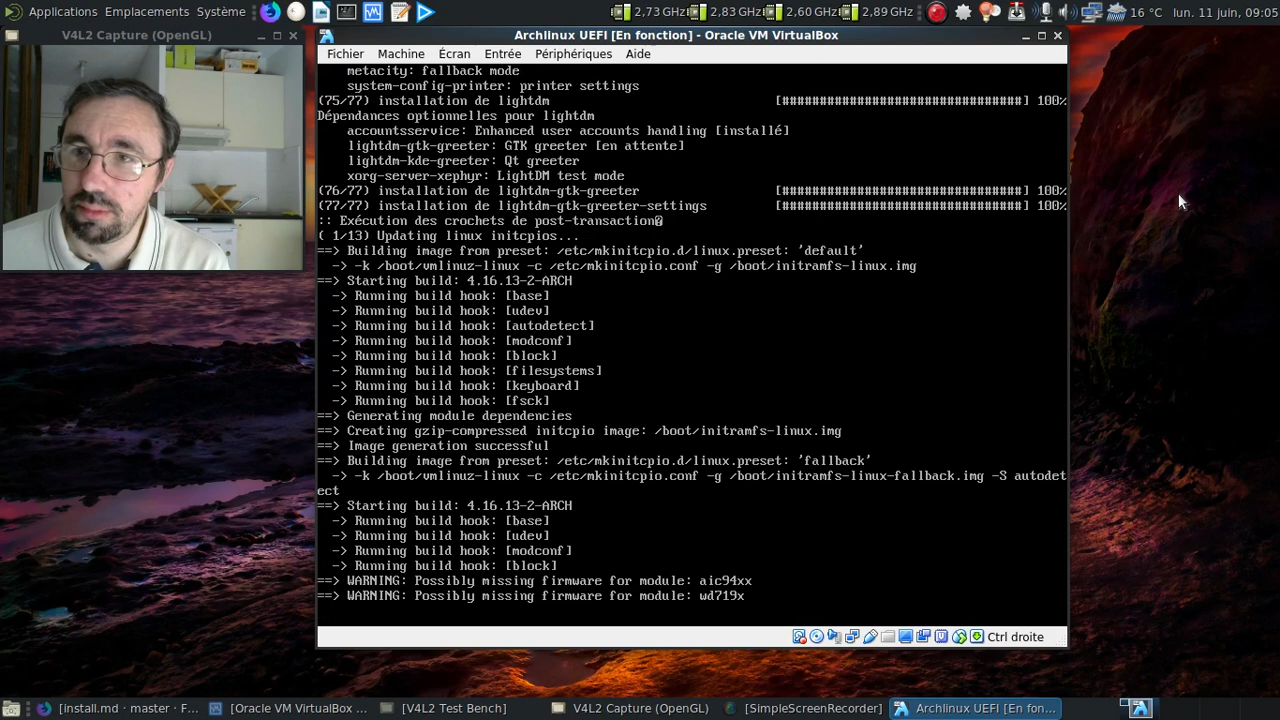 Applications Emplacements Système
2,73 GHz 2,83 GHz 2,60 GHz 2,89 GHz
16 °C lun. 11 juin, 09:05
V4L2 Capture (OpenGL)
Archlinux UEFI [En fonction] - Oracle VM VirtualBox
Fichier Machine Écran Entrée Périphériques Aide
metacity: fallback mode
system-config-printer: printer settings
(75/77) installation de lightdm [################################] 100%
Dépendances optionnelles pour lightdm
accountsservice: Enhanced user accounts handling [installé]
lightdm-gtk-greeter: GTK greeter [en attente]
lightdm-kde-greeter: Qt greeter
xorg-server-xephyr: LightDM test mode
(76/77) installation de lightdm-gtk-greeter [################################] 100%
(77/77) installation de lightdm-gtk-greeter-settings [################################] 100%
:: Exécution des crochets de post-transaction�
( 1/13) Updating linux initcpios...
==> Building image from preset: /etc/mkinitcpio.d/linux.preset: 'default'
-> -k /boot/vmlinuz-linux -c /etc/mkinitcpio.conf -g /boot/initramfs-linux.img
==> Starting build: 4.16.13-2-ARCH
-> Running build hook: [base]
-> Running build hook: [udev]
-> Running build hook: [autodetect]
-> Running build hook: [modconf]
-> Running build hook: [block]
-> Running build hook: [filesystems]
-> Running build hook: [keyboard]
-> Running build hook: [fsck]
==> Generating module dependencies
==> Creating gzip-compressed initcpio image: /boot/initramfs-linux.img
==> Image generation successful
==> Building image from preset: /etc/mkinitcpio.d/linux.preset: 'fallback'
-> -k /boot/vmlinuz-linux -c /etc/mkinitcpio.conf -g /boot/initramfs-linux-fallback.img -S autodet
ect
==> Starting build: 4.16.13-2-ARCH
-> Running build hook: [base]
-> Running build hook: [udev]
-> Running build hook: [modconf]
-> Running build hook: [block]
==> WARNING: Possibly missing firmware for module: aic94xx
==> WARNING: Possibly missing firmware for module: wd719x
Ctrl droite
[install.md · master · F... [Oracle VM VirtualBox ... [V4L2 Test Bench] V4L2 Capture (OpenGL) [SimpleScreenRecorder] Archlinux UEFI [En fon...